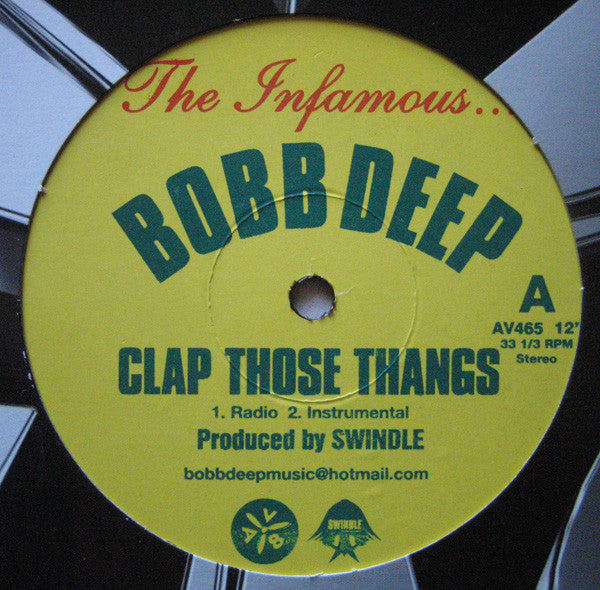 The Infamous...
BOBB DEEP
A
AV465 12"
33 1/3 RPM
Stereo
CLAP THOSE THANGS
1. Radio 2. Instrumental
Produced by SWINDLE
bobbdeepmusic@hotmail.com
AV8
SWINDLE